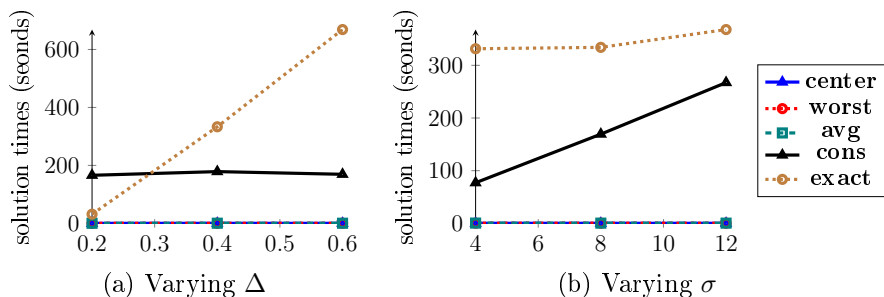 solution times (seonds)
600
400
200
0
0.2 0.3 0.4 0.5 0.6
(a) Varying Δ
solution times (seonds)
300
200
100
0
4 6 8 10 12
(b) Varying σ
center
worst
avg
cons
exact